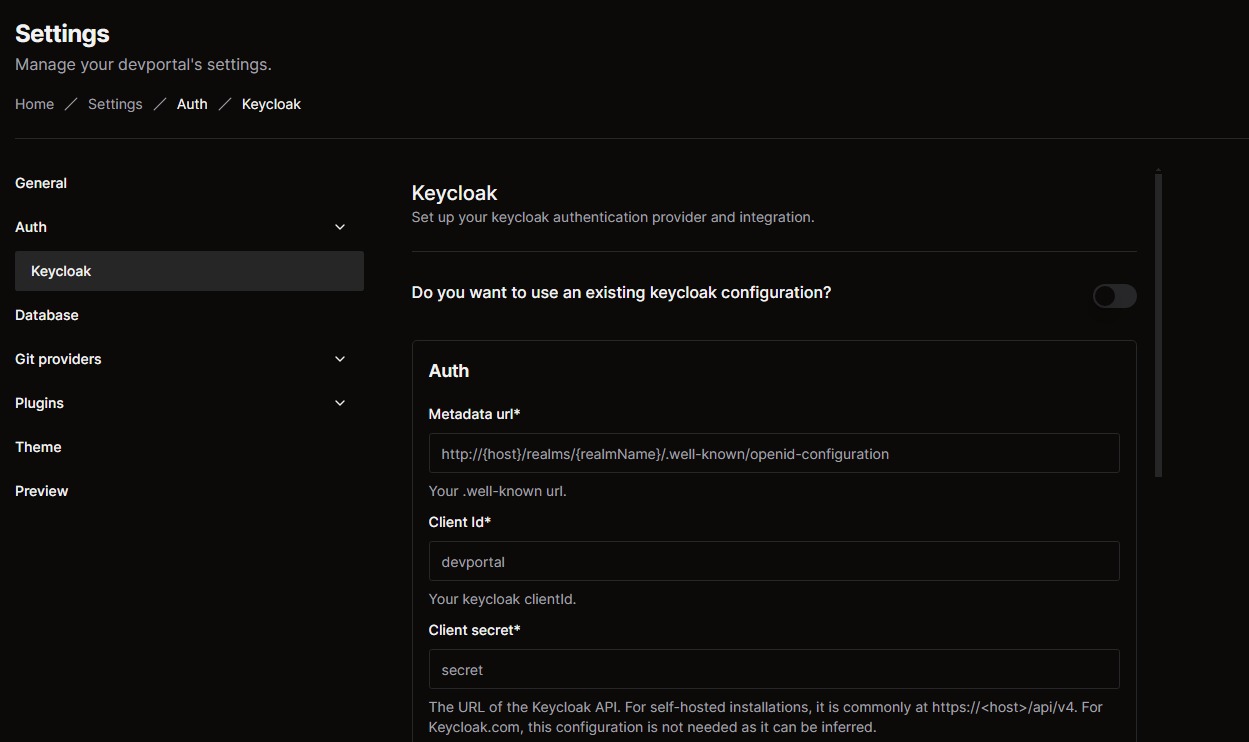 Settings
Manage your devportal's settings.
Home / Settings / Auth / Keycloak
General
Auth
Keycloak
Database
Git providers
Plugins
Theme
Preview
Keycloak
Set up your keycloak authentication provider and integration.
Do you want to use an existing keycloak configuration?
Auth
Metadata url*
http://{host}/realms/{realmName}/.well-known/openid-configuration
Your .well-known url.
Client Id*
devportal
Your keycloak clientId.
Client secret*
secret
The URL of the Keycloak API. For self-hosted installations, it is commonly at https://<host>/api/v4. For
Keycloak.com, this configuration is not needed as it can be inferred.